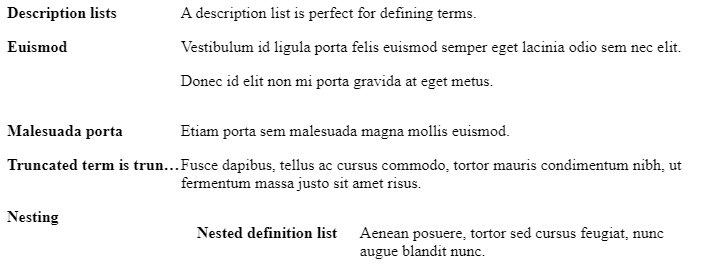 Description lists A description list is perfect for defining terms.
Euismod Vestibulum id ligula porta felis euismod semper eget lacinia odio sem nec elit.
Donec id elit non mi porta gravida at eget metus.
Malesuada porta Etiam porta sem malesuada magna mollis euismod.
Truncated term is trun... Fusce dapibus, tellus ac cursus commodo, tortor mauris condimentum nibh, ut
fermentum massa justo sit amet risus.
Nesting
Nested definition list Aenean posuere, tortor sed cursus feugiat, nunc
augue blandit nunc.